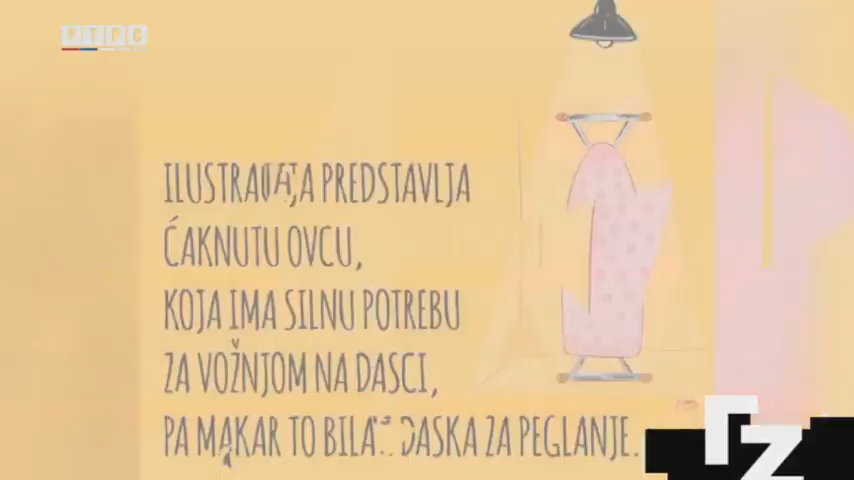 РТРС
ILUSTRACIJA PREDSTAVLJA
ĆAKNUTU OVCU,
KOJA IMA SILNU POTREBU
ZA VOŽNJOM NA DASCI,
PA MAKAR TO BILA DASKA ZA PEGLANJE.